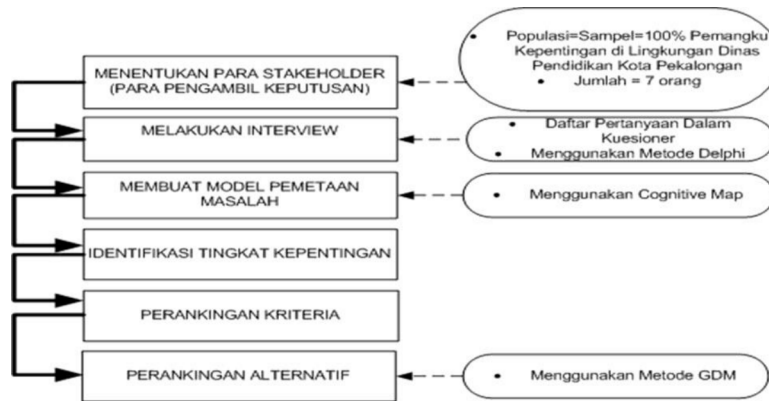 MENENTUKAN PARA STAKEHOLDER
(PARA PENGAMBIL KEPUTUSAN)
• Populasi=Sampel=100% Pemangku
Kepentingan di Lingkungan Dinas
Pendidikan Kota Pekalongan
• Jumlah = 7 orang
MELAKUKAN INTERVIEW
• Daftar Pertanyaan Dalam
Kuesioner
• Menggunakan Metode Delphi
MEMBUAT MODEL PEMETAAN
MASALAH
• Menggunakan Cognitive Map
IDENTIFIKASI TINGKAT KEPENTINGAN
PERANKINGAN KRITERIA
PERANKINGAN ALTERNATIF
• Menggunakan Metode GDM